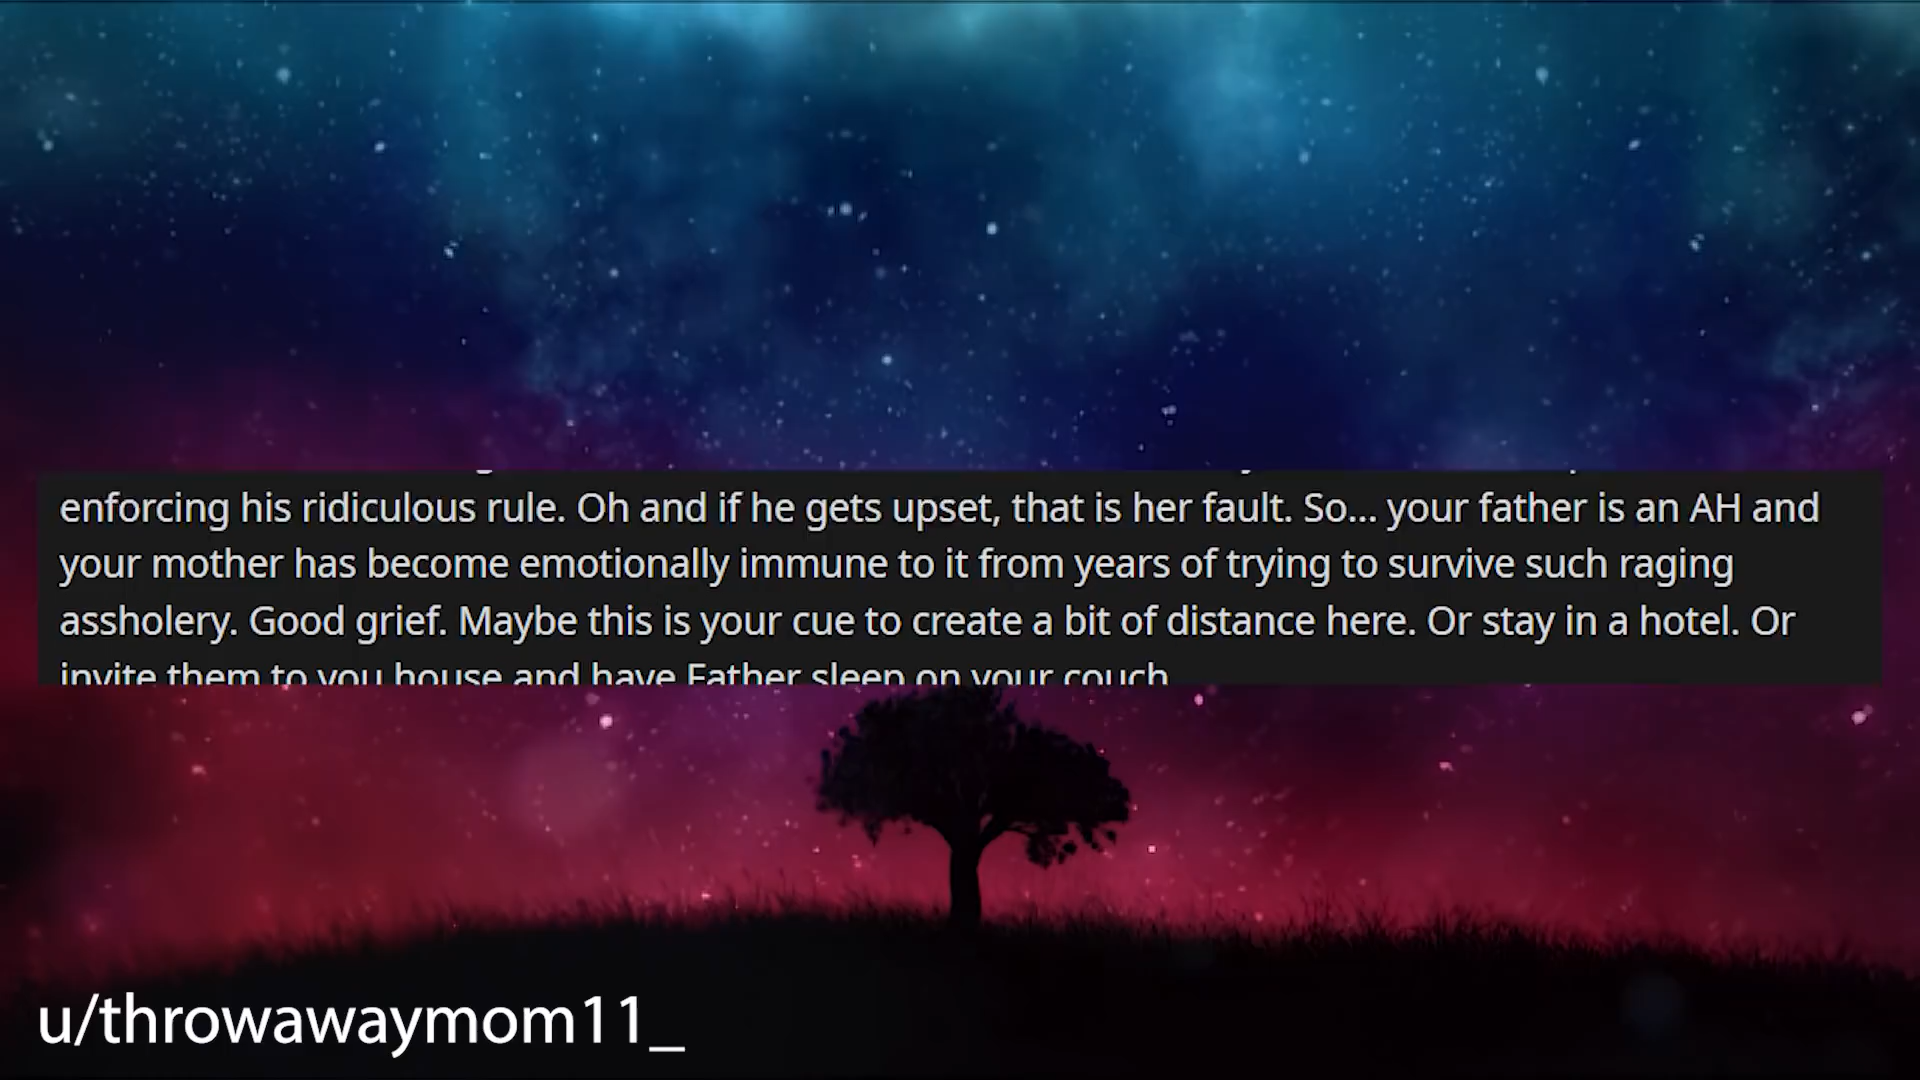 enforcing his ridiculous rule. Oh and if he gets upset, that is her fault. So... your father is an AH and
your mother has become emotionally immune to it from years of trying to survive such raging
assholery. Good grief. Maybe this is your cue to create a bit of distance here. Or stay in a hotel. Or
invite them to you house and have Father sleep on your couch
u/throwawaymom11_